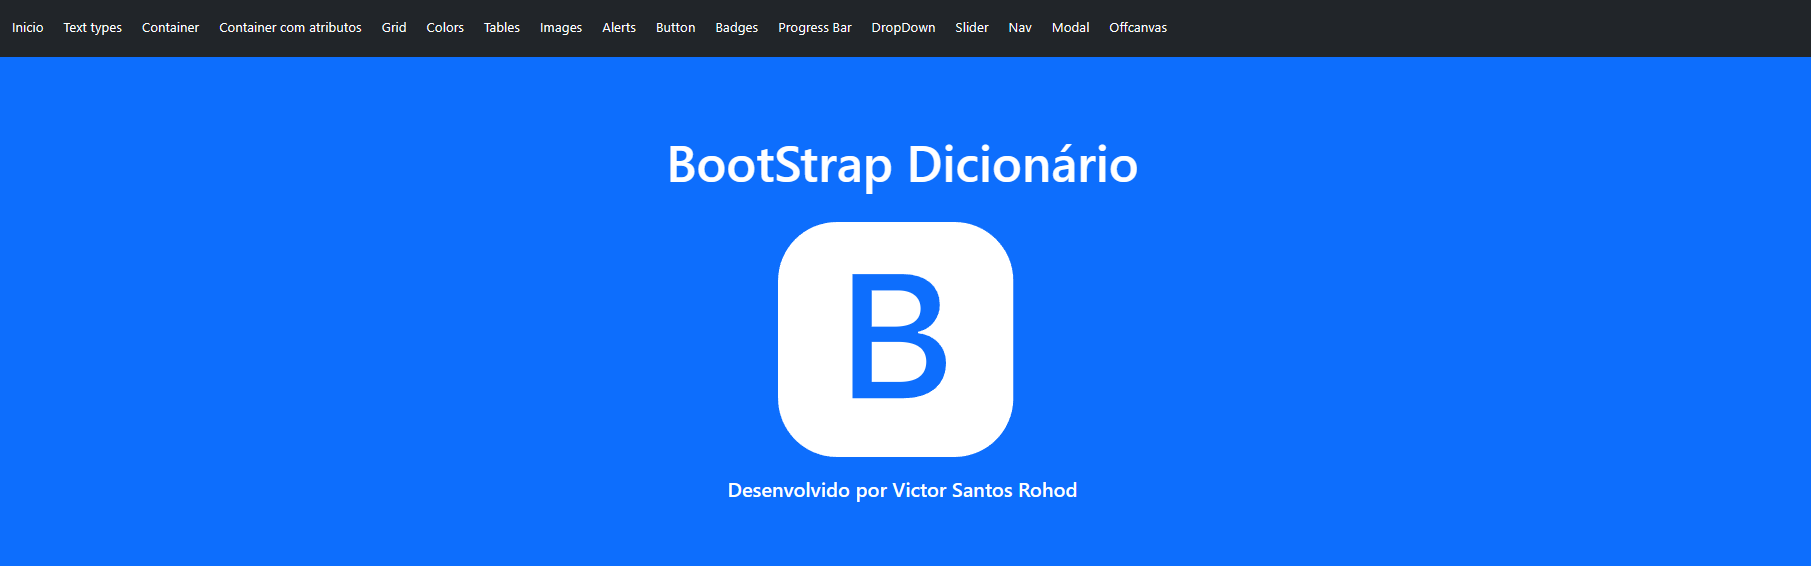 Inicio Text types Container Container com atributos Grid Colors Tables Images Alerts Button Badges Progress Bar DropDown Slider Nav Modal Offcanvas
BootStrap Dicionário
B
Desenvolvido por Victor Santos Rohod